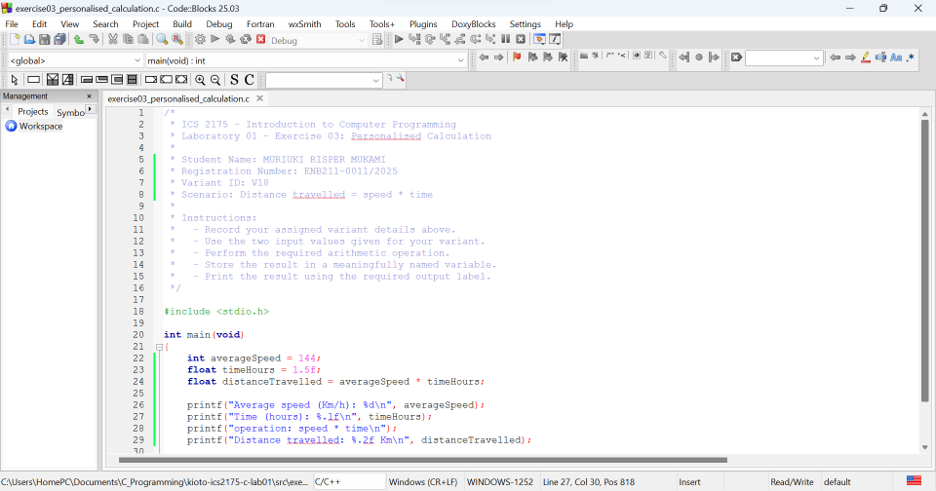 exercise03_personalised_calculation.c - Code::Blocks 25.03
File Edit View Search Project Build Debug Fortran wxSmith Tools Tools+ Plugins DoxyBlocks Settings Help
Debug
<global> main(void) : int
S C
Management
exercise03_personalised_calculation.c
Projects Symbo
Workspace
1 /*
2 * ICS 2175 - Introduction to Computer Programming
3 * Laboratory 01 - Exercise 03: Personalised Calculation
4 *
5 * Student Name: MURIUKI RISPER MUKAMI
6 * Registration Number: ENB211-0011/2025
7 * Variant ID: V18
8 * Scenario: Distance travelled = speed * time
9 *
10 * Instructions:
11 * - Record your assigned variant details above.
12 * - Use the two input values given for your variant.
13 * - Perform the required arithmetic operation.
14 * - Store the result in a meaningfully named variable.
15 * - Print the result using the required output label.
16 */
17
18 #include <stdio.h>
19
20 int main(void)
21 {
22 int averageSpeed = 144;
23 float timeHours = 1.5f;
24 float distanceTravelled = averageSpeed * timeHours;
25
26 printf("Average speed (Km/h): %d\n", averageSpeed);
27 printf("Time (hours): %.1f\n", timeHours);
28 printf("operation: speed * time\n");
29 printf("Distance travelled: %.2f Km\n", distanceTravelled);
30
C:\Users\HomePC\Documents\C_Programming\kioto-ics2175-c-lab01\src\exe... C/C++ Windows (CR+LF) WINDOWS-1252 Line 27, Col 30, Pos 818 Insert Read/Write default